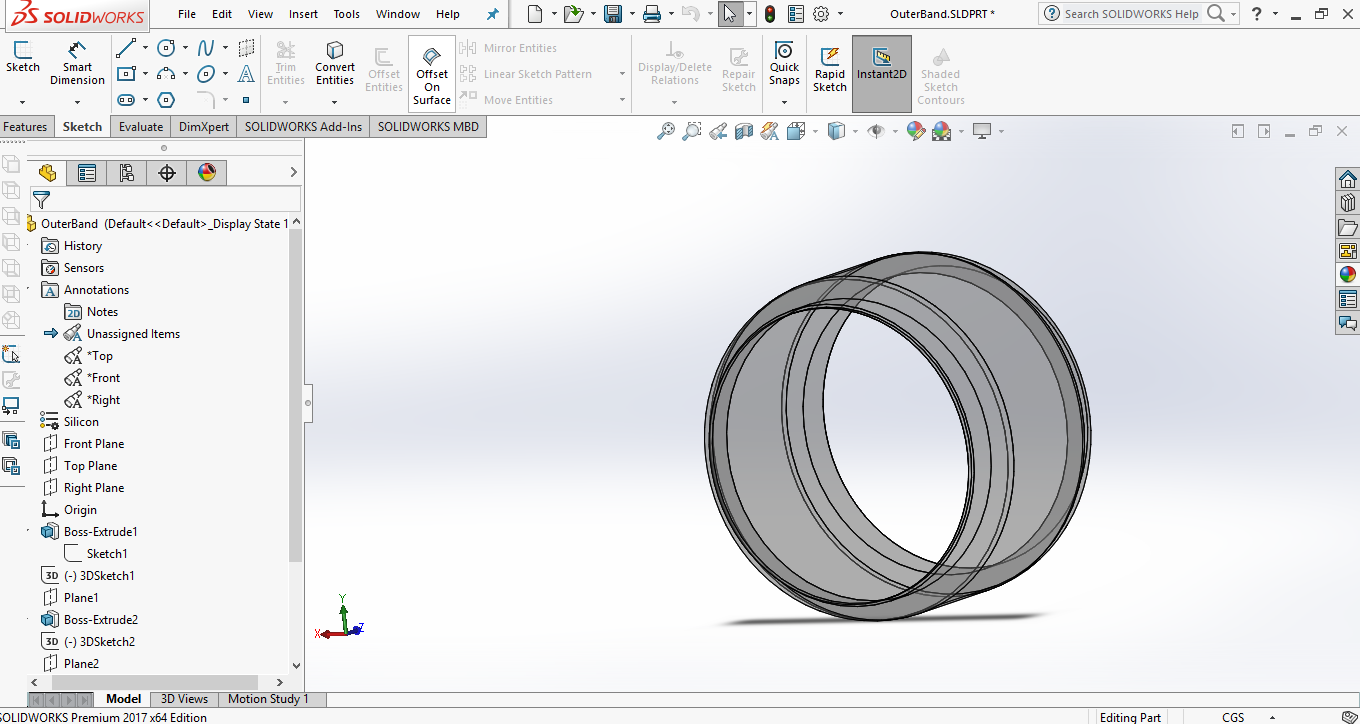 SOLIDWORKS File Edit View Insert Tools Window Help OuterBand.SLDPRT * Search SOLIDWORKS Help
Sketch Smart Dimension Trim Entities Convert Entities Offset Entities Offset On Surface Mirror Entities Linear Sketch Pattern Move Entities Display/Delete Relations Repair Sketch Quick Snaps Rapid Sketch Instant2D Shaded Sketch Contours
Features Sketch Evaluate DimXpert SOLIDWORKS Add-Ins SOLIDWORKS MBD
OuterBand (Default<<Default>_Display State 1
History
Sensors
A Annotations
2D Notes
Unassigned Items
*Top
*Front
*Right
Silicon
Front Plane
Top Plane
Right Plane
Origin
Boss-Extrude1
Sketch1
3D (-) 3DSketch1
Plane1
Boss-Extrude2
3D (-) 3DSketch2
Plane2
Y
X
Z
Model 3D Views Motion Study 1
SOLIDWORKS Premium 2017 x64 Edition Editing Part CGS